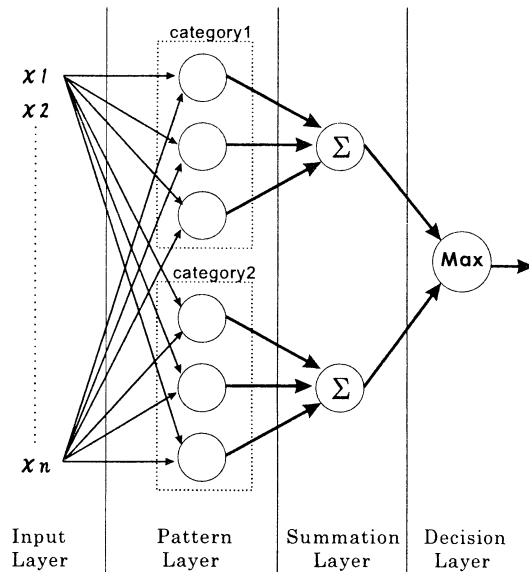 category1
x1
x2
Σ
category2
Max
Σ
xn
Input Layer
Pattern Layer
Summation Layer
Decision Layer